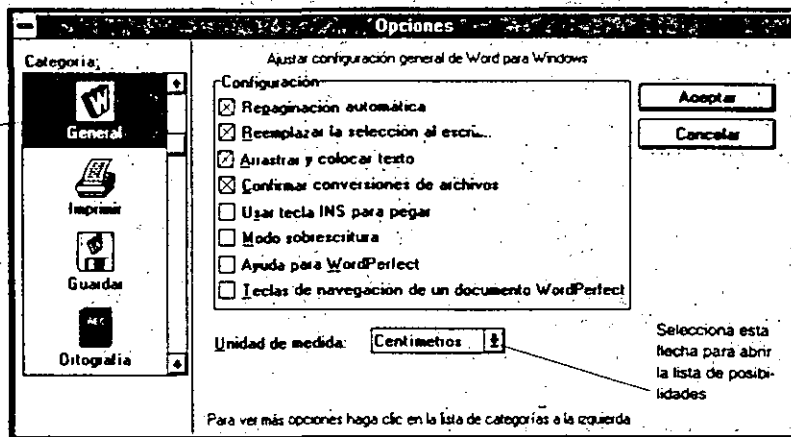 Opciones
Categoría:
General
Imprimir
Guardar
Ortografía
Ajustar configuración general de Word para Windows
Configuración
Repaginación automática
Reemplazar la selección al escri...
Arrastrar y colocar texto
Confirmar conversiones de archivos
Usar tecla INS para pegar
Modo sobrescritura
Ayuda para WordPerfect
Teclas de navegación de un documento WordPerfect
Unidad de medida: Centímetros
Para ver más opciones haga clic en la lista de categorías a la izquierda
Aceptar
Cancelar
Selecciona esta
flecha para abrir
la lista de posibi-
lidades